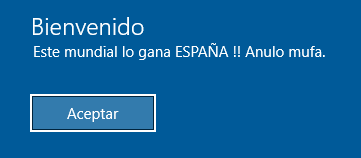 Bienvenido
Este mundial lo gana ESPAÑA !! Anulo mufa.
Aceptar